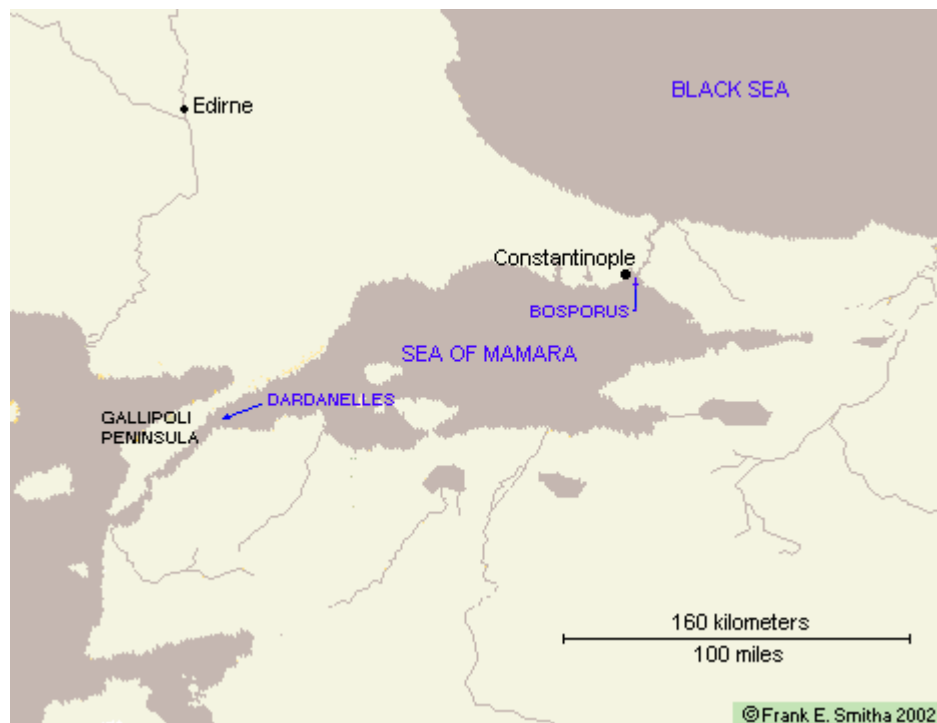 BLACK SEA
Edirne
Constantinople
BOSPORUS
SEA OF MAMARA
DARDANELLES
GALLIPOLI
PENINSULA
160 kilometers
100 miles
©Frank E. Smitha 2002